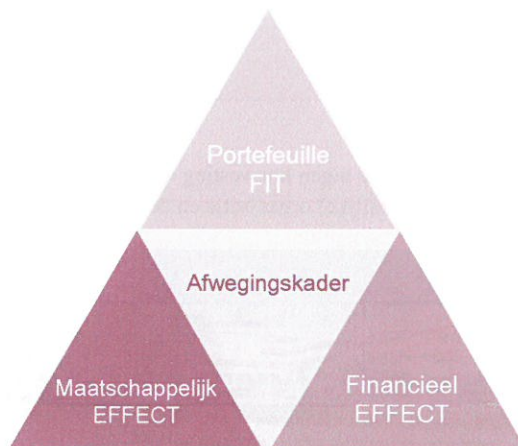 Portefeuille
FIT
Afwegingskader
Maatschappelijk
EFFECT
Financieel
EFFECT